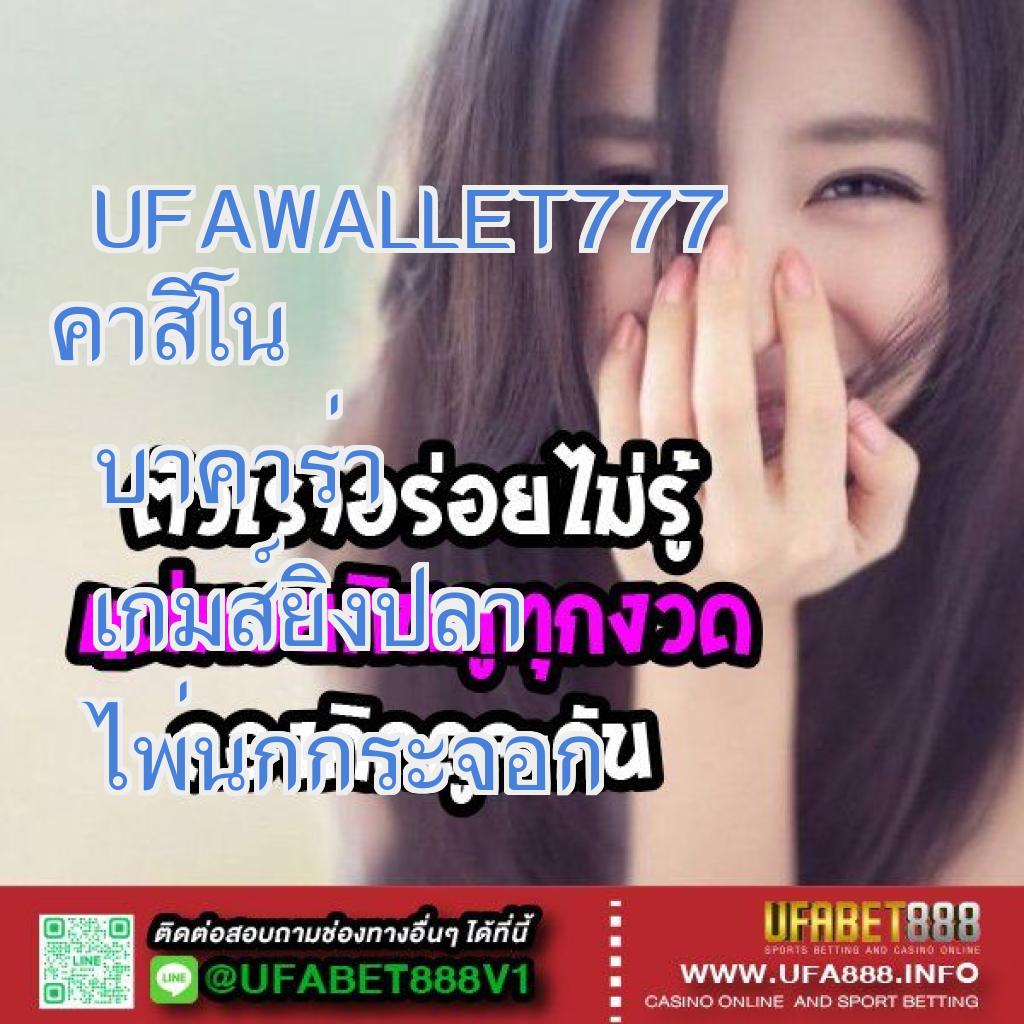 UFAWALLET777
คาสิโน
บาคาร่า
อร่อยไม่รู้
เกมส์ยิงปลา
ทุกงวด
ไพ่นกกระจอก
กัน
ติดต่อสอบถามช่องทางอื่นๆ ได้ที่นี้
LINE
LINE @UFABET888V1
UFABET888
SPORTS BETTING AND CASINO ONLINE
WWW.UFA888.INFO
CASINO ONLINE AND SPORT BETTING